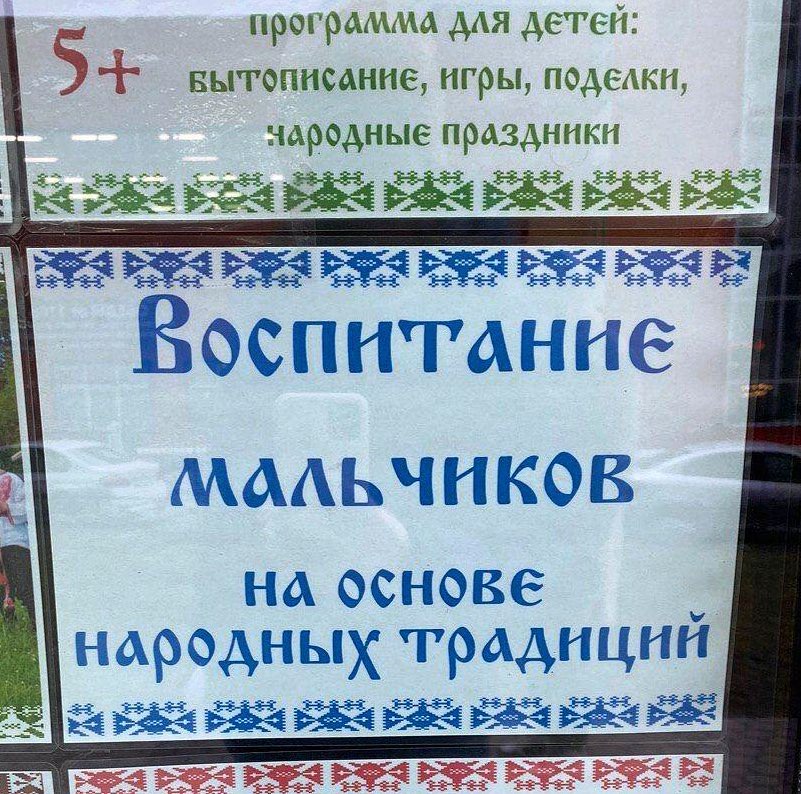 программа для детей:
5+
бытописание, игры, поделки,
народные праздники
Воспитание
мальчиков
на основе
народных традиций